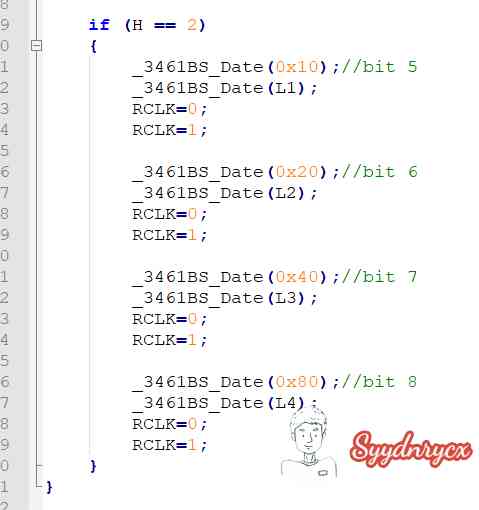 8
9 if (H == 2)
0 {
1 _3461BS_Date(0x10);//bit 5
2 _3461BS_Date(L1);
3 RCLK=0;
4 RCLK=1;
5
6 _3461BS_Date(0x20);//bit 6
7 _3461BS_Date(L2);
8 RCLK=0;
9 RCLK=1;
0
1 _3461BS_Date(0x40);//bit 7
2 _3461BS_Date(L3);
3 RCLK=0;
4 RCLK=1;
5
6 _3461BS_Date(0x80);//bit 8
7 _3461BS_Date(L4);
8 RCLK=0;
9 RCLK=1;
0 }
1 }
2
Syydnrycx